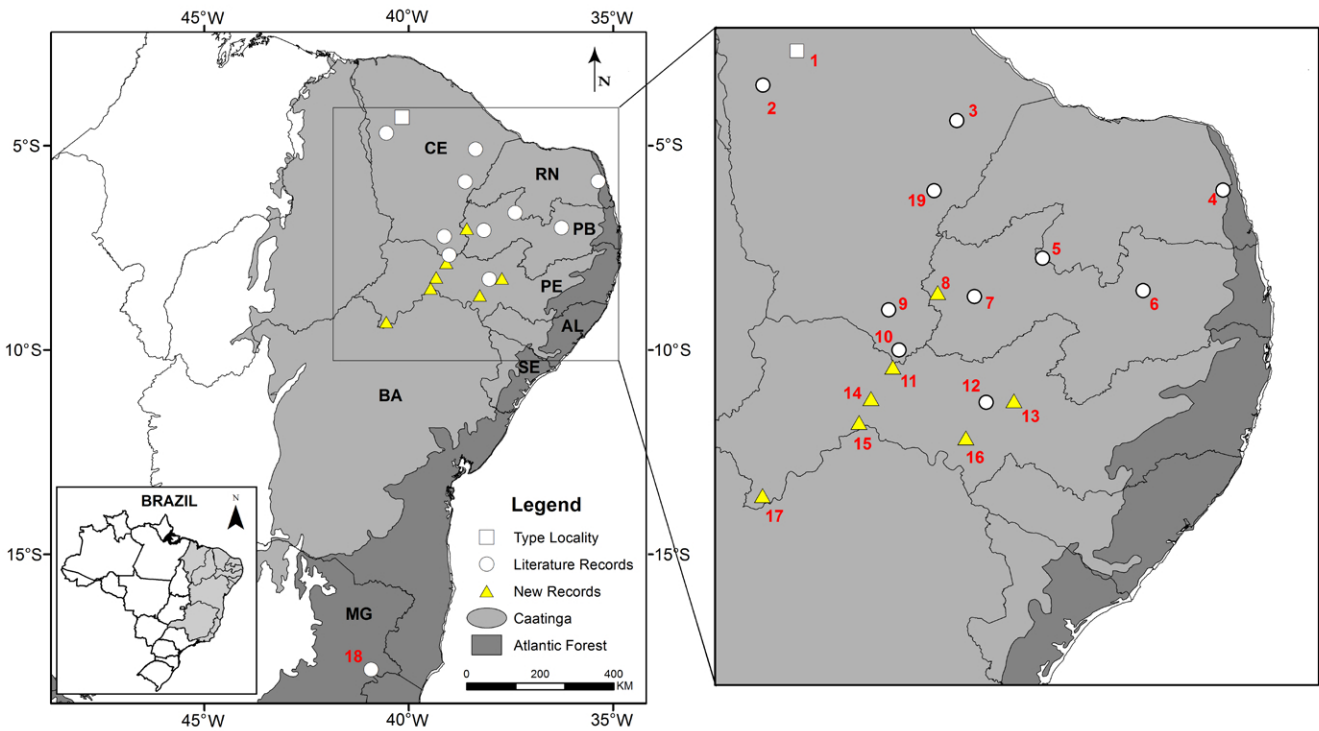 45°W 40°W 35°W
N
5°S 5°S
10°S 10°S
15°S 15°S
CE
RN
PB
PE
AL
SE
BA
MG
18
BRAZIL
N
Legend
Type Locality
Literature Records
New Records
Caatinga
Atlantic Forest
0 200 400
KM
45°W 40°W 35°W
1
2
3
19
4
5
8
7
6
9
10
11
12
14
13
15
16
17